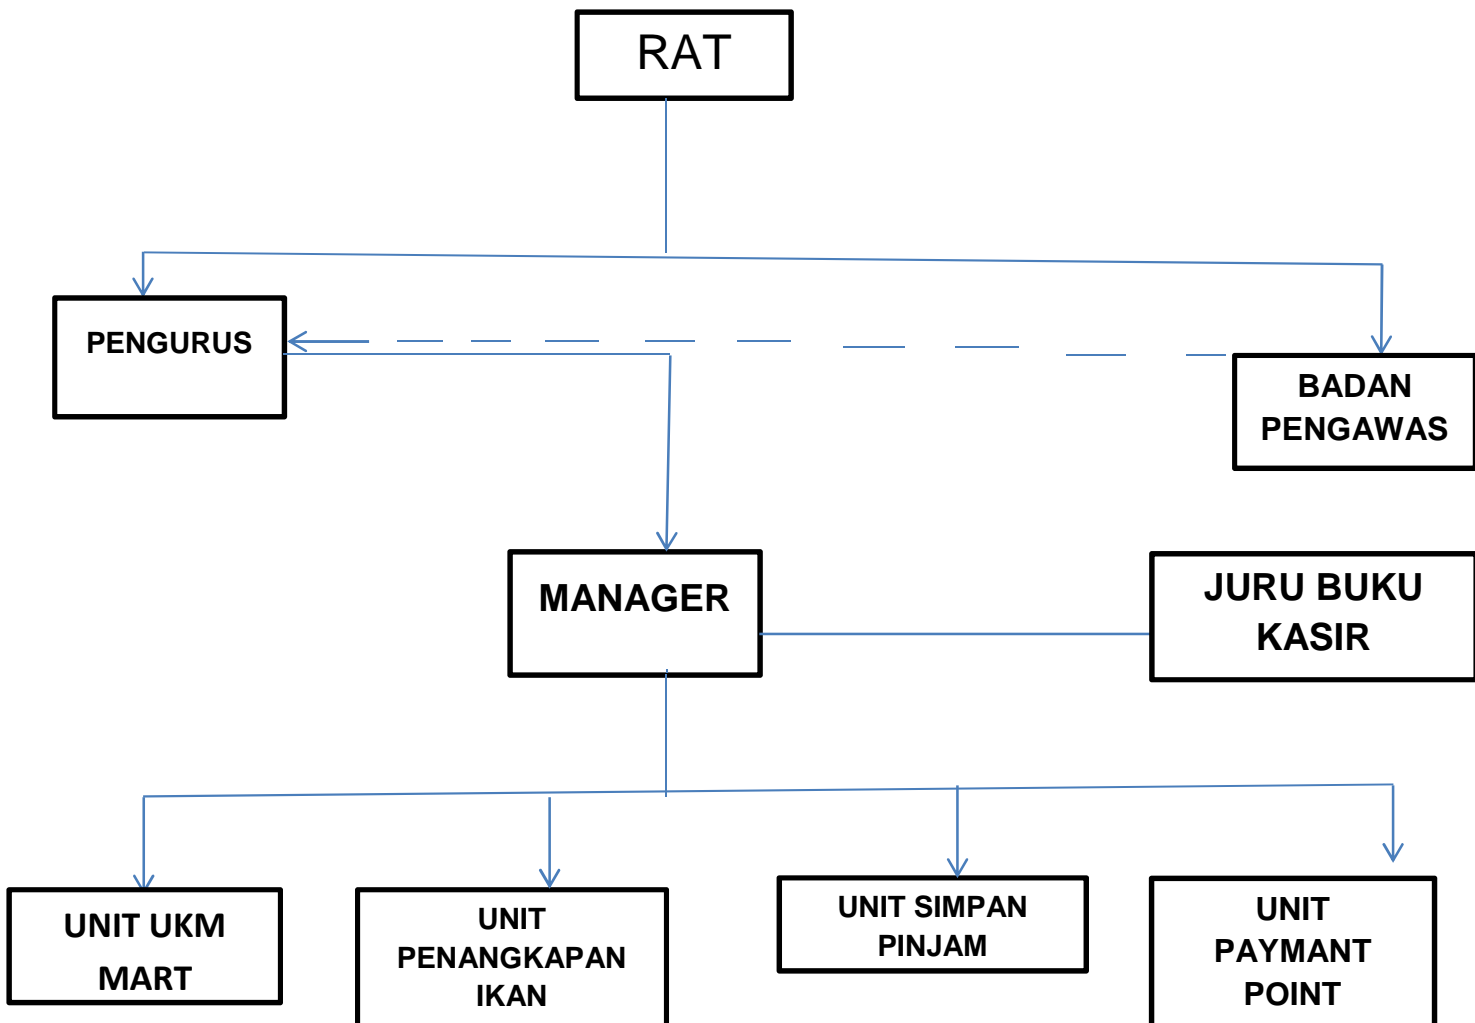 RAT
PENGURUS
BADAN
PENGAWAS
MANAGER
JURU BUKU
KASIR
UNIT UKM
MART
UNIT
PENANGKAPAN
IKAN
UNIT SIMPAN
PINJAM
UNIT
PAYMANT
POINT